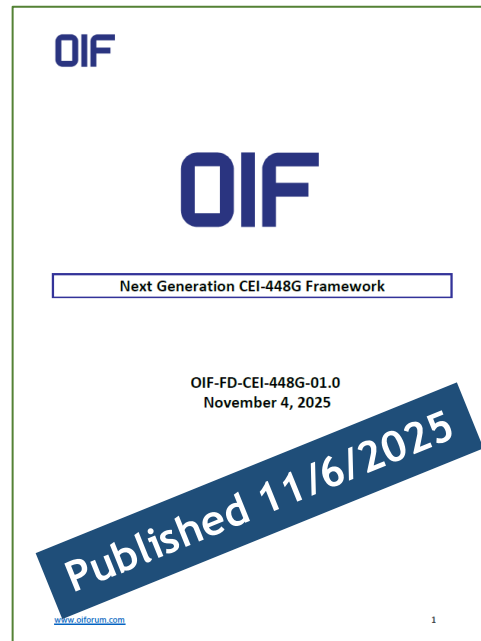 OIF
OIF
Next Generation CEI-448G Framework
OIF-FD-CEI-448G-01.0
November 4, 2025
Published 11/6/2025
www.oiforum.com 1